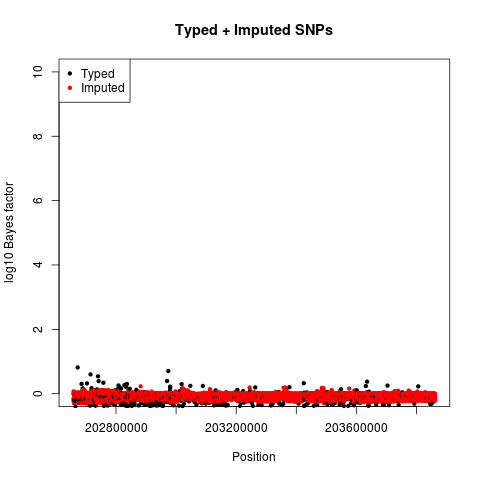 Typed + Imputed SNPs
Typed
Imputed
log10 Bayes factor
10
8
6
4
2
0
202800000 203200000 203600000
Position